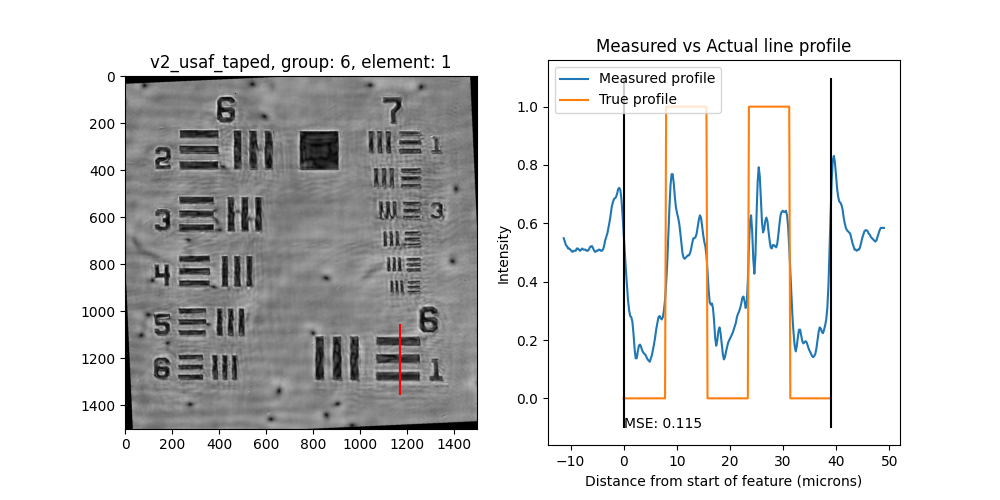 v2_usaf_taped, group: 6, element: 1
0
200
400
600
800
1000
1200
1400
0 200 400 600 800 1000 1200 1400
6 7
2 1
3 3
4
5 6
6 1
Measured vs Actual line profile
Measured profile
True profile
1.0
0.8
0.6
0.4
0.2
0.0
Intensity
MSE: 0.115
−10 0 10 20 30 40 50
Distance from start of feature (microns)